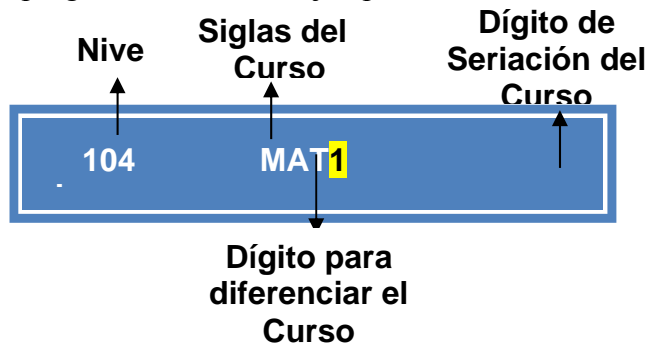 Nive
Siglas del
Curso
Dígito de
Seriación del
Curso
104
MAT1
-
Dígito para
diferenciar el
Curso